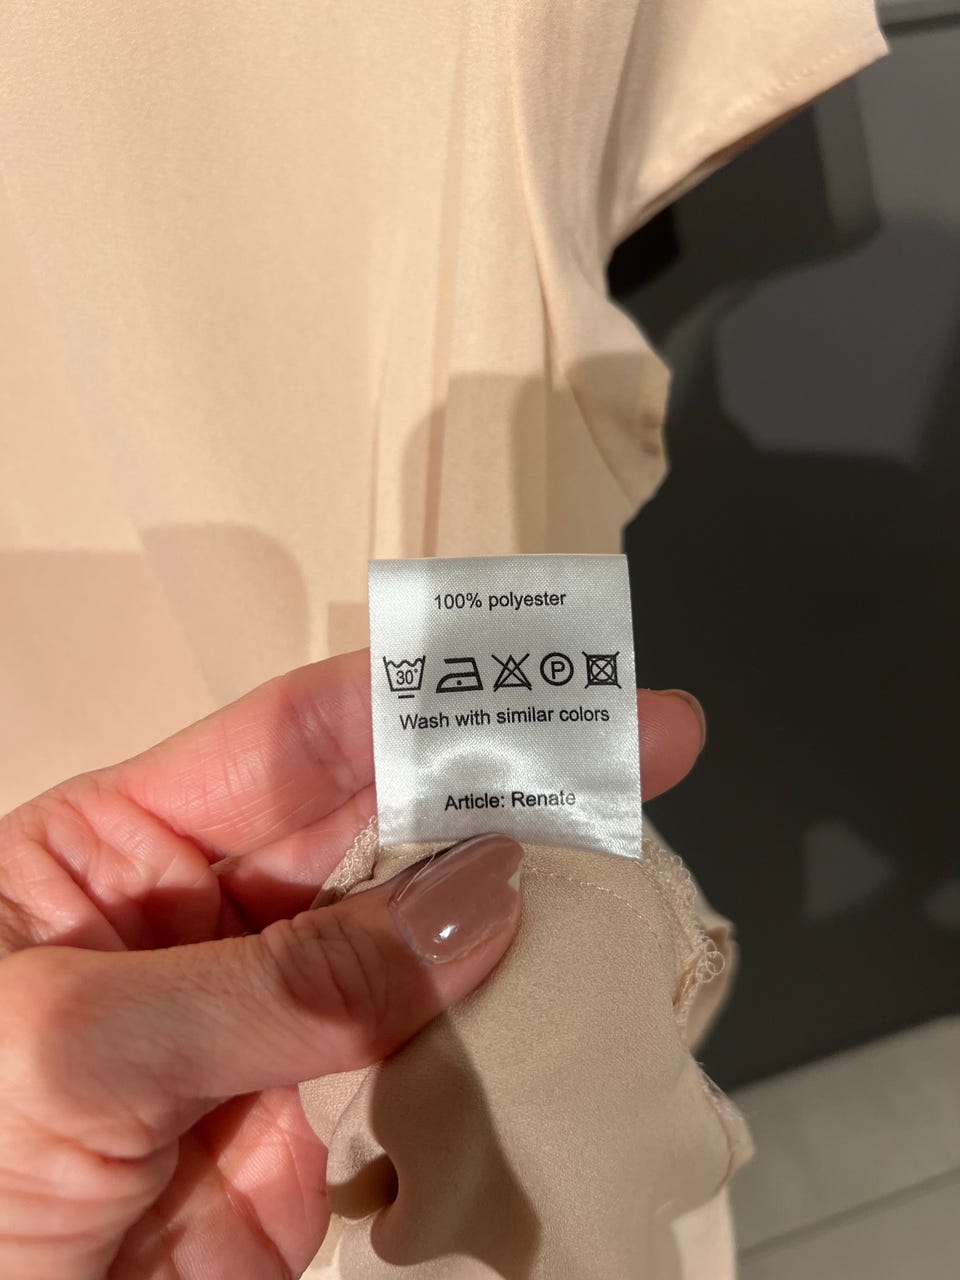 100% polyester
30° P
Wash with similar colors
Article: Renate